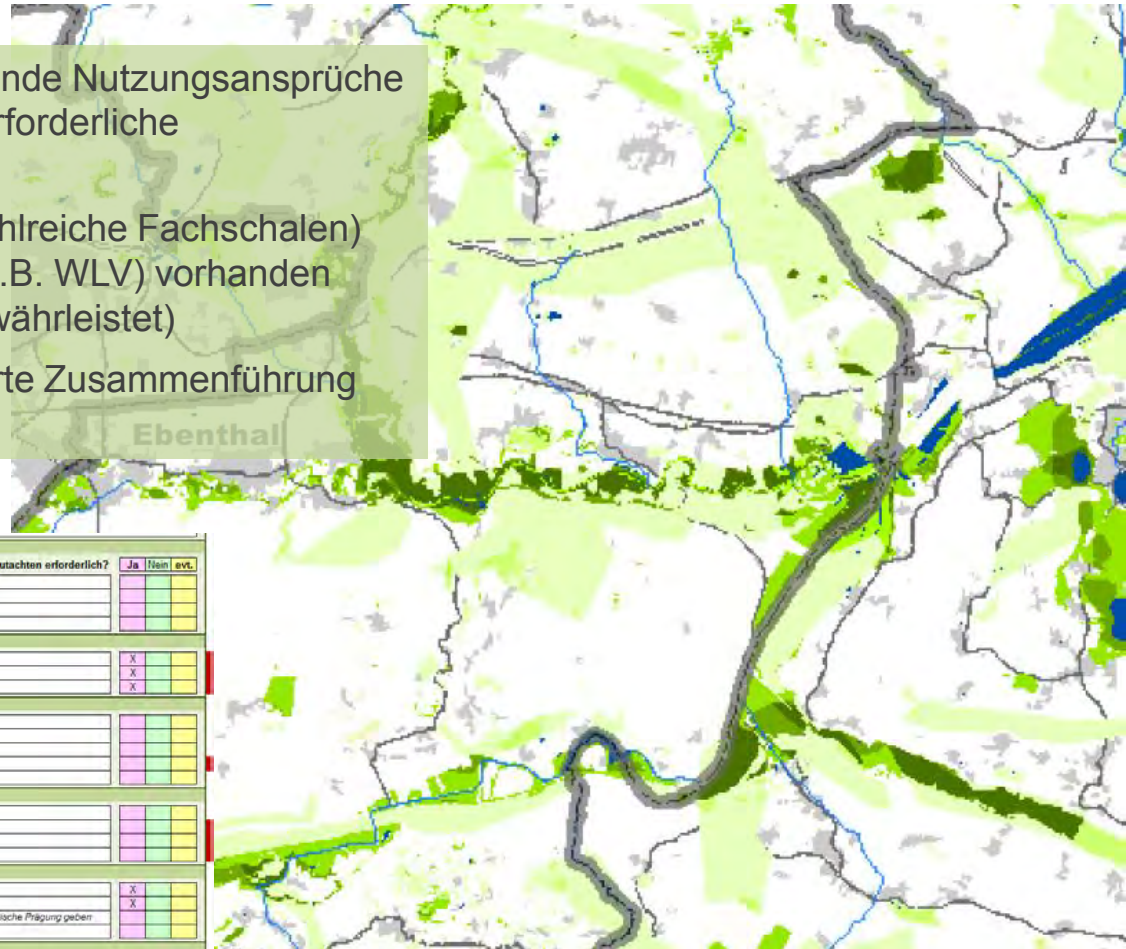 nde Nutzungsansprüche
rforderliche
hlreiche Fachschalen)
.B. WLV) vorhanden
währleistet)
rte Zusammenführung
Ebenthal
utachten erforderlich? Ja Nein evt.
X
X
X
X
X
ische Prägung geben